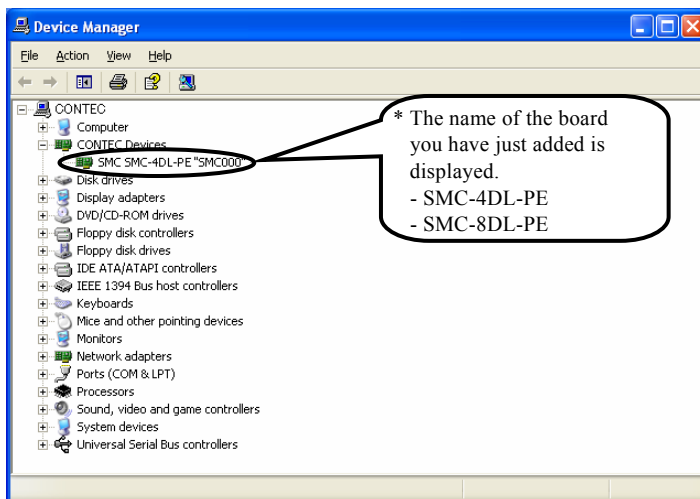 Device Manager
File Action View Help
CONTEC
Computer
CONTEC Devices
SMC SMC-4DL-PE "SMC000"
Disk drives
Display adapters
DVD/CD-ROM drives
Floppy disk controllers
Floppy disk drives
IDE ATA/ATAPI controllers
IEEE 1394 Bus host controllers
Keyboards
Mice and other pointing devices
Monitors
Network adapters
Ports (COM & LPT)
Processors
Sound, video and game controllers
System devices
Universal Serial Bus controllers
* The name of the board
you have just added is
displayed.
- SMC-4DL-PE
- SMC-8DL-PE